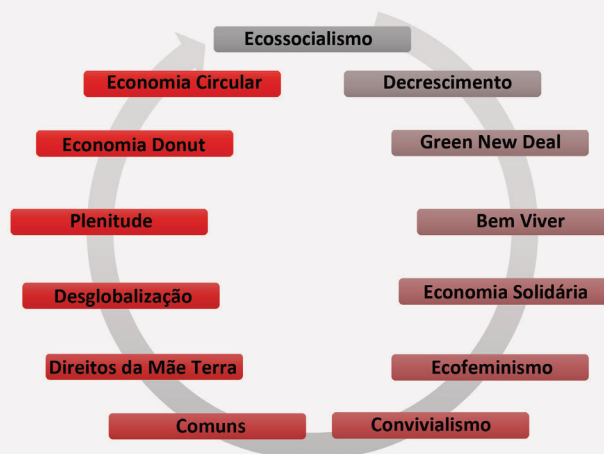 Ecossocialismo
Decrescimento
Green New Deal
Bem Viver
Economia Solidária
Ecofeminismo
Convivialismo
Comuns
Direitos da Mãe Terra
Desglobalização
Plenitude
Economia Donut
Economia Circular